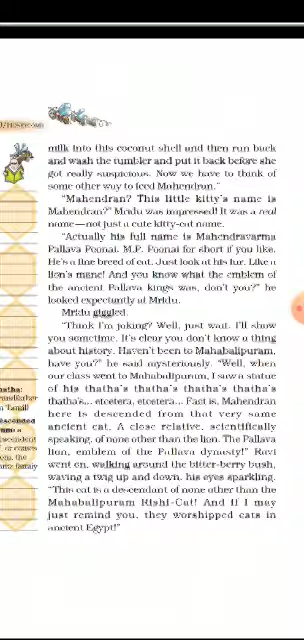 milk into this coconut shell and then run back
and wash the tumbler and put it back before she
got really suspicious. Now we have to think of
some other way to feed Mahendran."
"Mahendran? This little kitty's name is
Mahendran?" Mridu was impressed! It was a real
name—not just a cute kitty-cat name.
"Actually his full name is Mahendravarma
Pallava Poonai. M.P. Poonai for short if you like.
He's a fine breed of cat. Just look at his fur. Like a
lion's mane! And you know what the emblem of
the ancient Pallava kings was, don't you?" he
looked expectantly at Mridu.
Mridu giggled.
"Think I'm joking? Well, just wait. I'll show
you sometime. It's clear you don't know a thing
about history. Haven't been to Mahabalipuram,
have you?" he said mysteriously. "Well, when
our class went to Mahabalipuram, I saw a statue
of his thatha's thatha's thatha's thatha's
thatha's... etcetera, etcetera... Fact is, Mahendran
here is descended from that very same
ancient cat. A close relative, scientifically
speaking, of none other than the lion. The Pallava
lion, emblem of the Pallava dynasty!" Ravi
went on, walking around the bitter-berry bush,
waving a twig up and down, his eyes sparkling.
"This cat is a descendant of none other than the
Mahabalipuram Rishi-Cat! And if I may
just remind you, they worshipped cats in
ancient Egypt!"